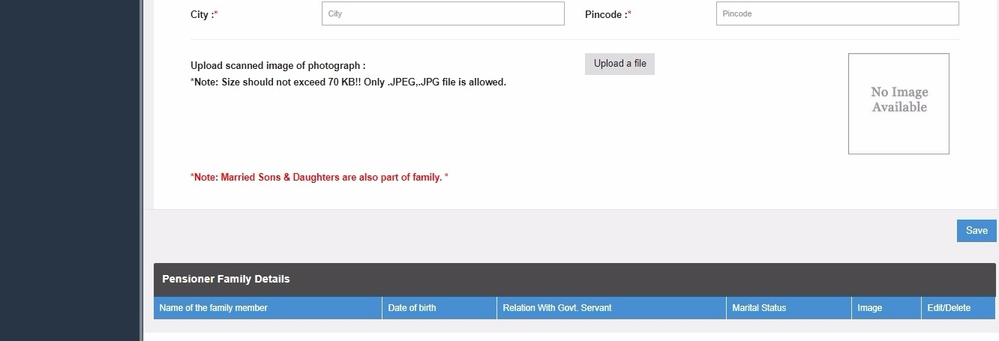 City :* City Pincode :* Pincode
Upload scanned image of photograph : Upload a file
*Note: Size should not exceed 70 KB!! Only .JPEG,.JPG file is allowed.
No Image
Available
*Note: Married Sons & Daughters are also part of family. *
Save
Pensioner Family Details
Name of the family member Date of birth Relation With Govt. Servant Marital Status Image Edit/Delete